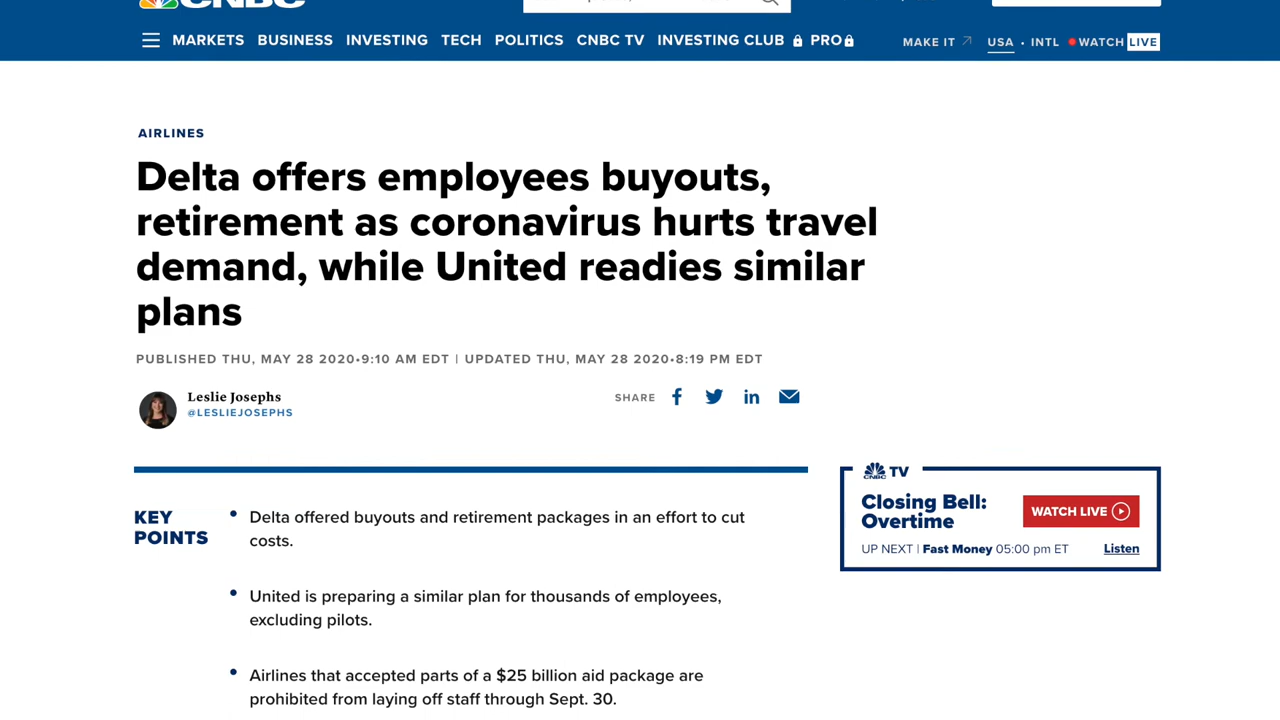 CNBC
MARKETS BUSINESS INVESTING TECH POLITICS CNBC TV INVESTING CLUB PRO
MAKE IT USA • INTL WATCH LIVE
AIRLINES
Delta offers employees buyouts,
retirement as coronavirus hurts travel
demand, while United readies similar
plans
PUBLISHED THU, MAY 28 2020•9:10 AM EDT | UPDATED THU, MAY 28 2020•8:19 PM EDT
Leslie Josephs
@LESLIEJOSEPHS
SHARE
KEY
POINTS
• Delta offered buyouts and retirement packages in an effort to cut
costs.
• United is preparing a similar plan for thousands of employees,
excluding pilots.
• Airlines that accepted parts of a $25 billion aid package are
prohibited from laying off staff through Sept. 30.
CNBC TV
Closing Bell:
Overtime
WATCH LIVE
UP NEXT | Fast Money 05:00 pm ET
Listen